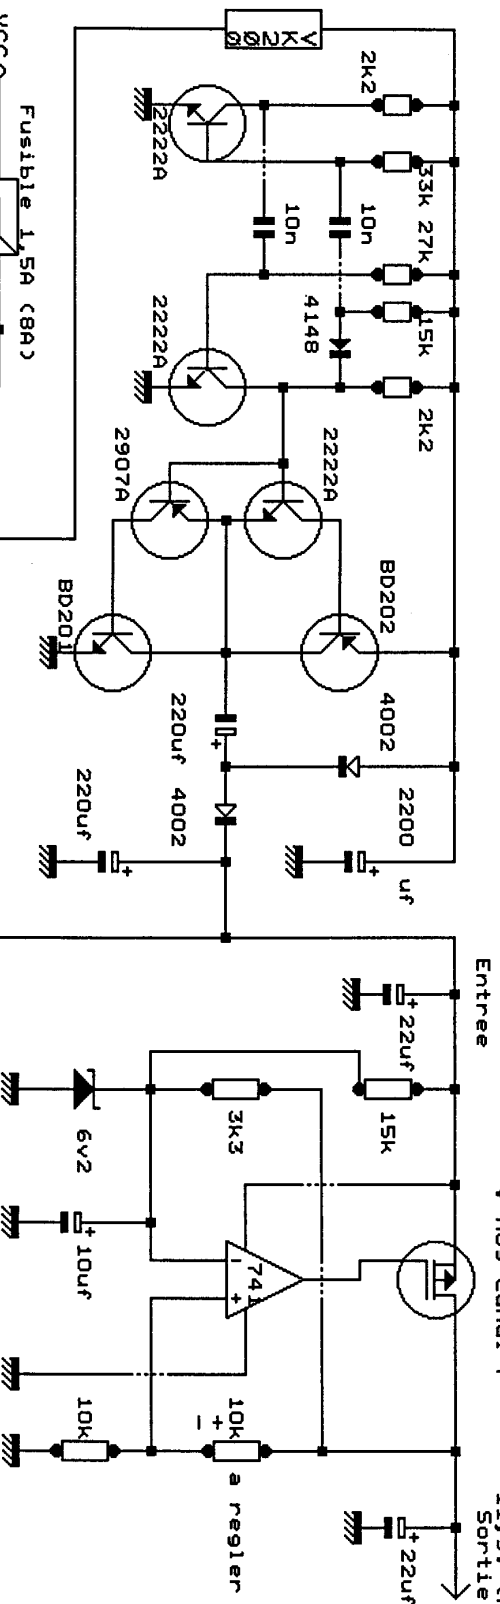 VK200
2k2
2222A
33k
10n
10n
27k
4148
15k
2222A
2k2
Fusible 1,5A (8A)
2907A
2222A
BD201
BD202
220uf
+
4002
4002
220uf
+
2200 uf
+
Entree
+
22uf
15k
3k3
6v2
+
10uf
-
741
+
10k
- +
10k
a regler
+
22uf
Sortie